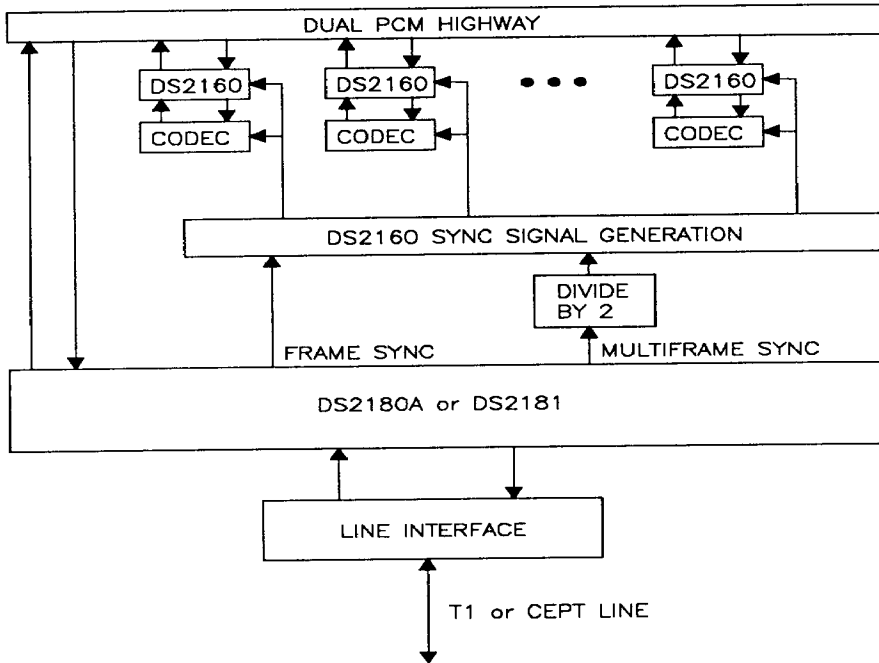 DUAL PCM HIGHWAY
DS2160
DS2160
DS2160
CODEC
CODEC
CODEC
DS2160 SYNC SIGNAL GENERATION
DIVIDE
BY 2
FRAME SYNC
MULTIFRAME SYNC
DS2180A or DS2181
LINE INTERFACE
T1 or CEPT LINE